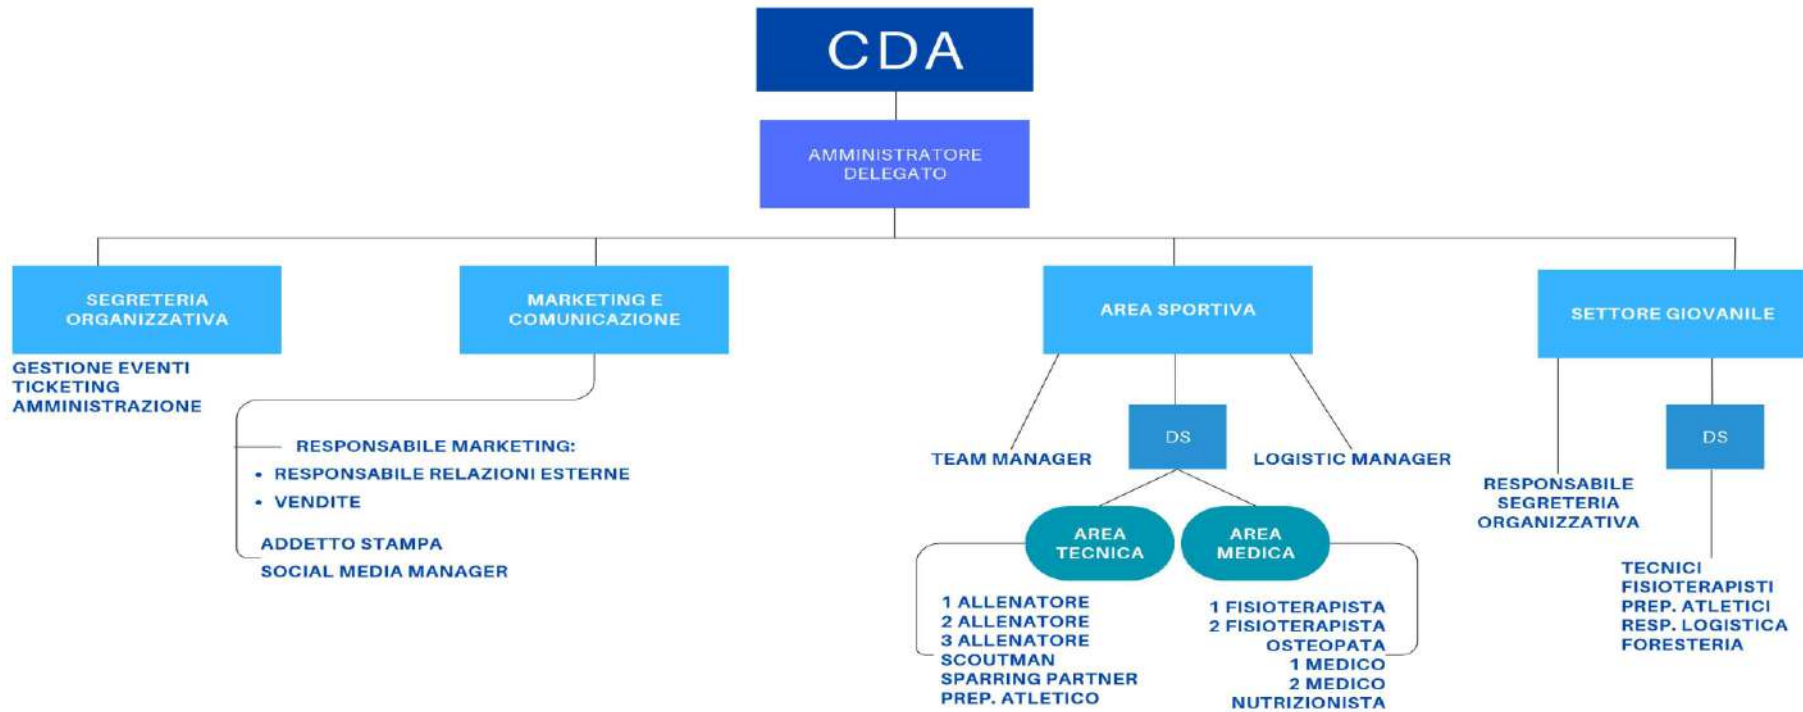 CDA
AMMINISTRATORE
DELEGATO
SEGRETERIA
ORGANIZZATIVA
GESTIONE EVENTI
TICKETING
AMMINISTRAZIONE
MARKETING E
COMUNICAZIONE
RESPONSABILE MARKETING:
• RESPONSABILE RELAZIONI ESTERNE
• VENDITE
ADDETTO STAMPA
SOCIAL MEDIA MANAGER
AREA SPORTIVA
TEAM MANAGER
DS
LOGISTIC MANAGER
AREA
TECNICA
1 ALLENATORE
2 ALLENATORE
3 ALLENATORE
SCOUTMAN
SPARRING PARTNER
PREP. ATLETICO
AREA
MEDICA
1 FISIOTERAPISTA
2 FISIOTERAPISTA
OSTEOPATA
1 MEDICO
2 MEDICO
NUTRIZIONISTA
SETTORE GIOVANILE
RESPONSABILE
SEGRETERIA
ORGANIZZATIVA
DS
TECNICI
FISIOTERAPISTI
PREP. ATLETICI
RESP. LOGISTICA
FORESTERIA